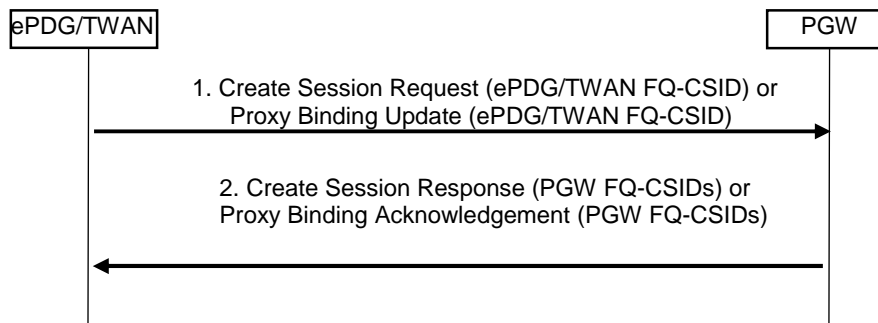 ePDG/TWAN
PGW
1. Create Session Request (ePDG/TWAN FQ-CSID) or
Proxy Binding Update (ePDG/TWAN FQ-CSID)
2. Create Session Response (PGW FQ-CSIDs) or
Proxy Binding Acknowledgement (PGW FQ-CSIDs)